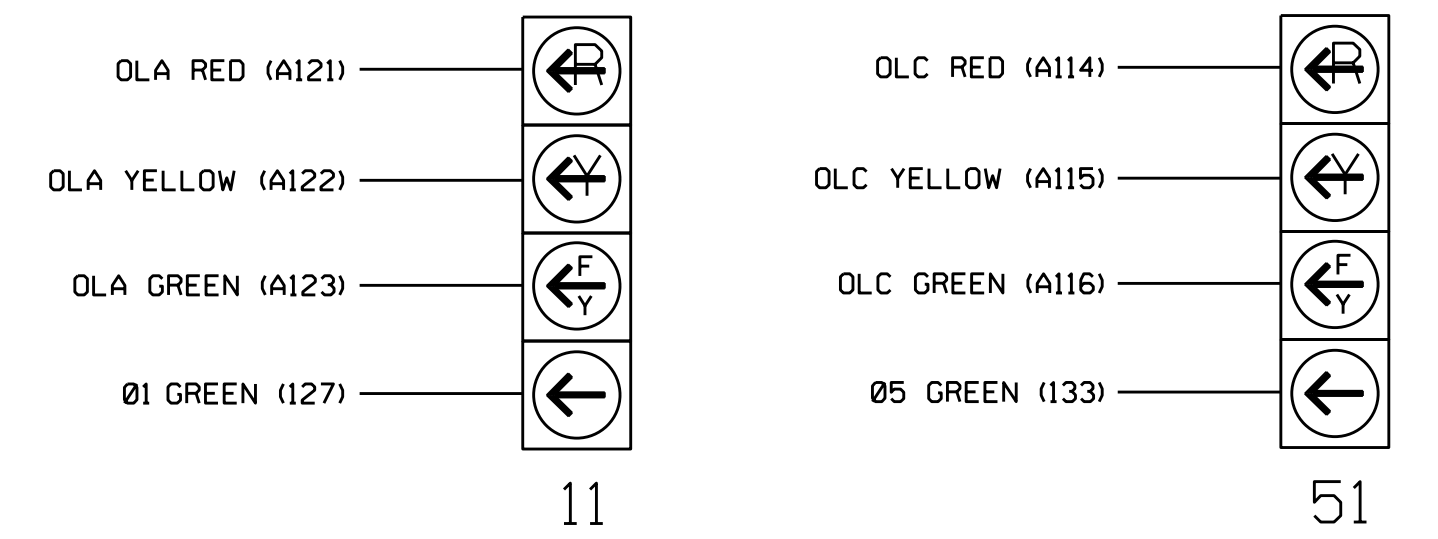 OLA RED (A121)
R
OLA YELLOW (A122)
Y
OLA GREEN (A123)
F
Y
Ø1 GREEN (127)
11
OLC RED (A114)
R
OLC YELLOW (A115)
Y
OLC GREEN (A116)
F
Y
Ø5 GREEN (133)
51